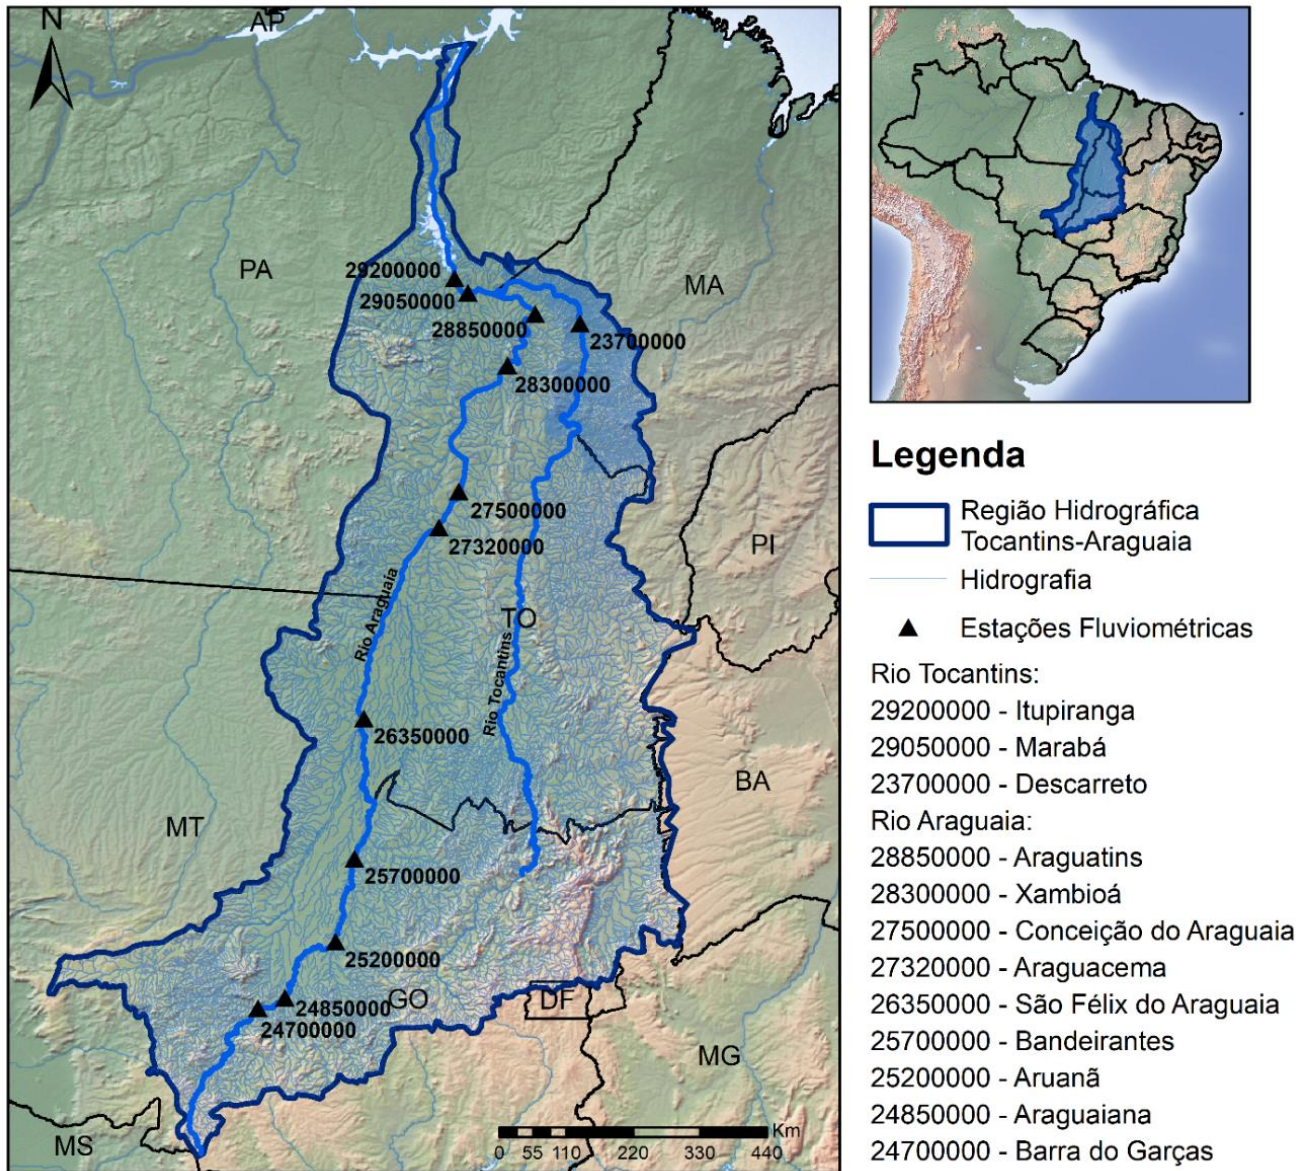 N
AP
PA
MA
29200000
29050000
28850000
23700000
28300000
27500000
27320000
PI
Rio Araguaia
TO
Rio Tocantins
26350000
BA
MT
25700000
25200000
24850000
GO
24700000
DF
MG
MS
Km
0 55 110 220 330 440
Legenda
Região Hidrográfica
Tocantins-Araguaia
Hidrografia
Estações Fluviométricas
Rio Tocantins:
29200000 - Itupiranga
29050000 - Marabá
23700000 - Descarreto
Rio Araguaia:
28850000 - Araguatins
28300000 - Xambioá
27500000 - Conceição do Araguaia
27320000 - Araguacema
26350000 - São Félix do Araguaia
25700000 - Bandeirantes
25200000 - Aruanã
24850000 - Araguaiana
24700000 - Barra do Garças